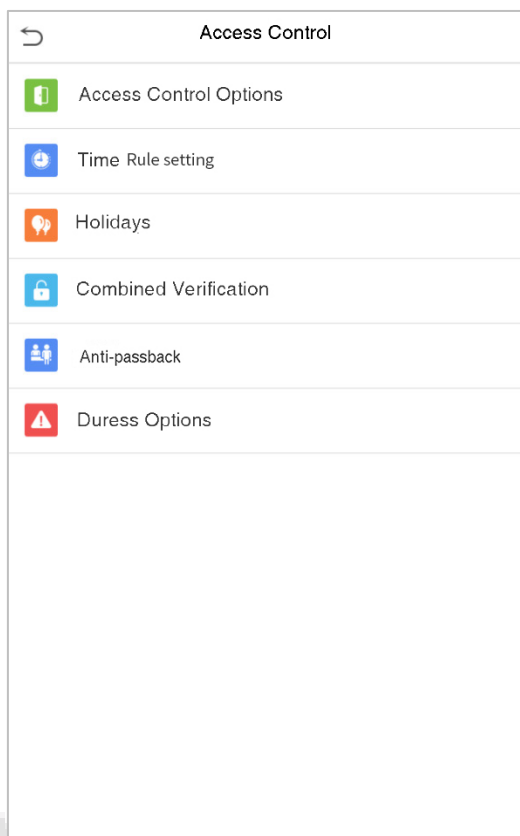 Access Control
Access Control Options
Time Rule setting
Holidays
Combined Verification
Anti-passback
Duress Options